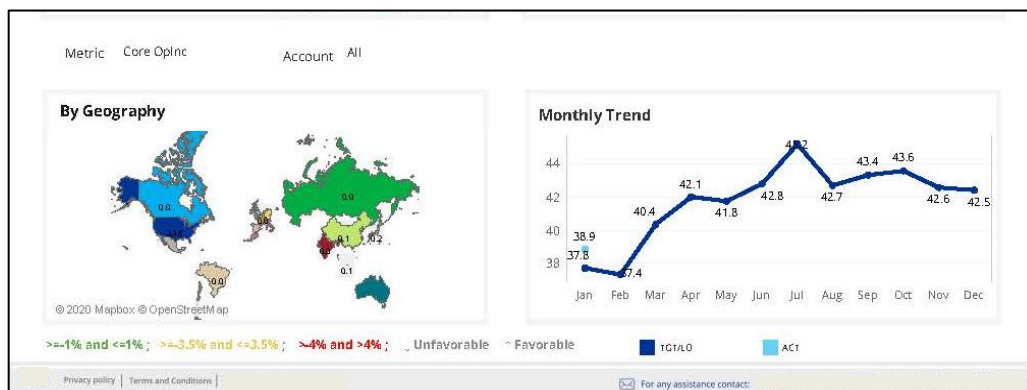 Metric Core OpInc
Account All
By Geography
0.0
0.0
0.0
0.1
0.2
0.1
0.0
© 2020 Mapbox © OpenStreetMap
Monthly Trend
44
42
40
38
38.9
37.8
37.4
40.4
42.1
41.8
42.8
42.7
43.4
43.6
42.6
42.5
Jan Feb Mar Apr May Jun Jul Aug Sep Oct Nov Dec
>=-1% and <=1% ; >=-3.5% and <=3.5% ; >-4% and >4% ; Unfavorable Favorable
TGT/LO ACT
Privacy policy | Terms and Conditions |
For any assistance contact: